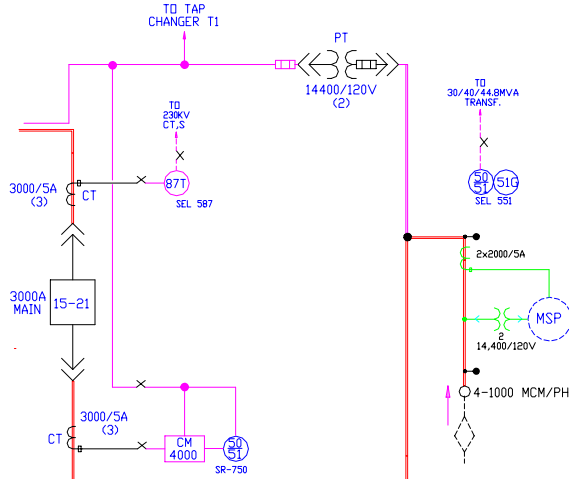 TO TAP
CHANGER T1
PT
14400/120V
(2)
TO
30/40/44.8MVA
TRANSF.
TO
230KV
CT,S
87T
SEL 587
50
51
51G
SEL 551
3000/5A
(3)
CT
2x2000/5A
3000A
MAIN
15-21
MSP
2
14,400/120V
3000/5A
(3)
CT
4-1000 MCM/PH
CM
4000
50
51
SR-750